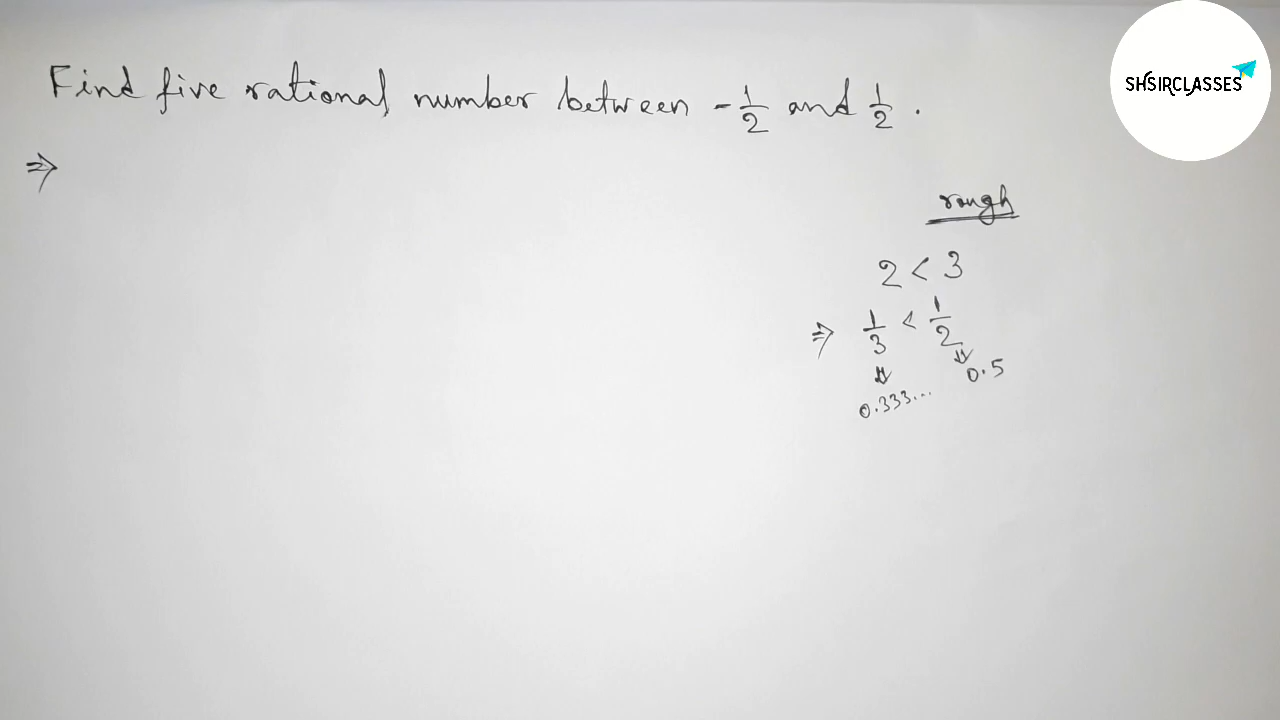 Find five rational number between -1/2 and 1/2 .
⇒
rough
2 < 3
⇒ 1/3 < 1/2
⇓ ⇓
0.333... 0.5
SHSIRCLASSES